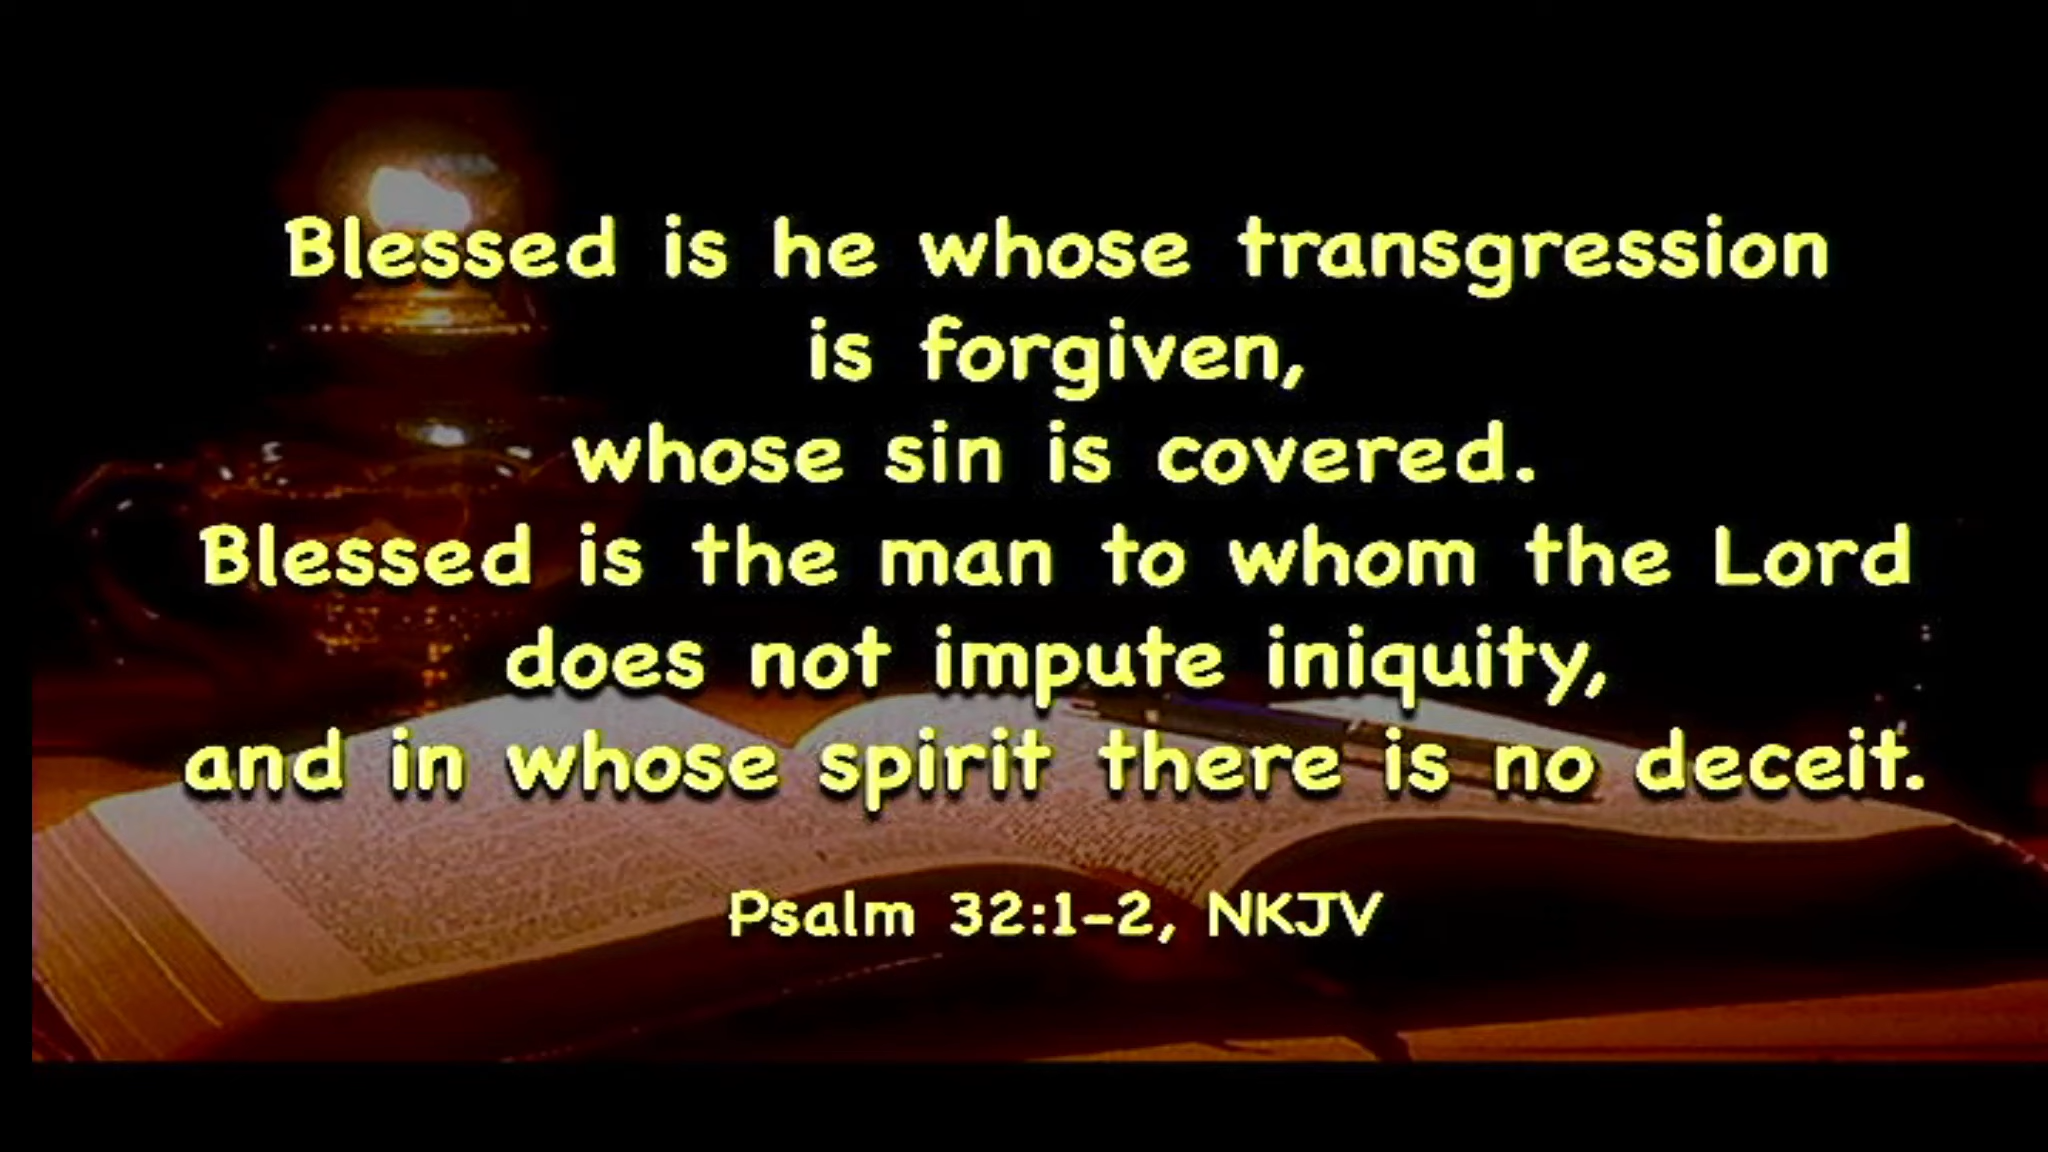 Blessed is he whose transgression
is forgiven,
whose sin is covered.
Blessed is the man to whom the Lord
does not impute iniquity,
and in whose spirit there is no deceit.
Psalm 32:1-2, NKJV